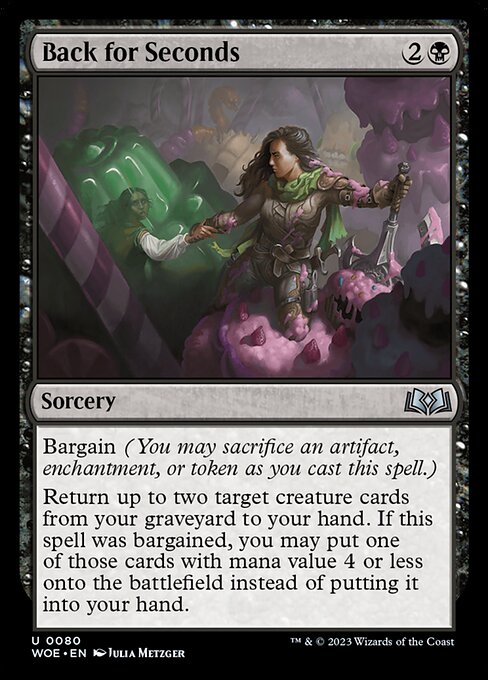 Back for Seconds 2
Sorcery
Bargain (You may sacrifice an artifact,
enchantment, or token as you cast this spell.)
Return up to two target creature cards
from your graveyard to your hand. If this
spell was bargained, you may put one
of those cards with mana value 4 or less
onto the battlefield instead of putting it
into your hand.
U 0080
WOE • EN Julia Metzger
™ & © 2023 Wizards of the Coast